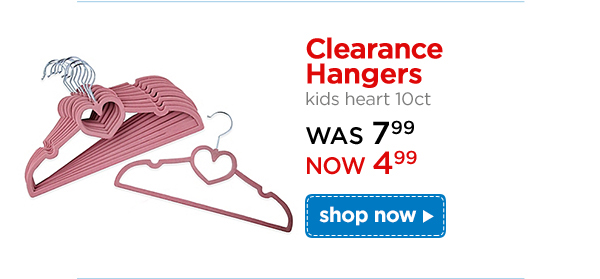 Clearance
Hangers
kids heart 10ct
WAS 7.99
NOW 4.99
shop now ▶